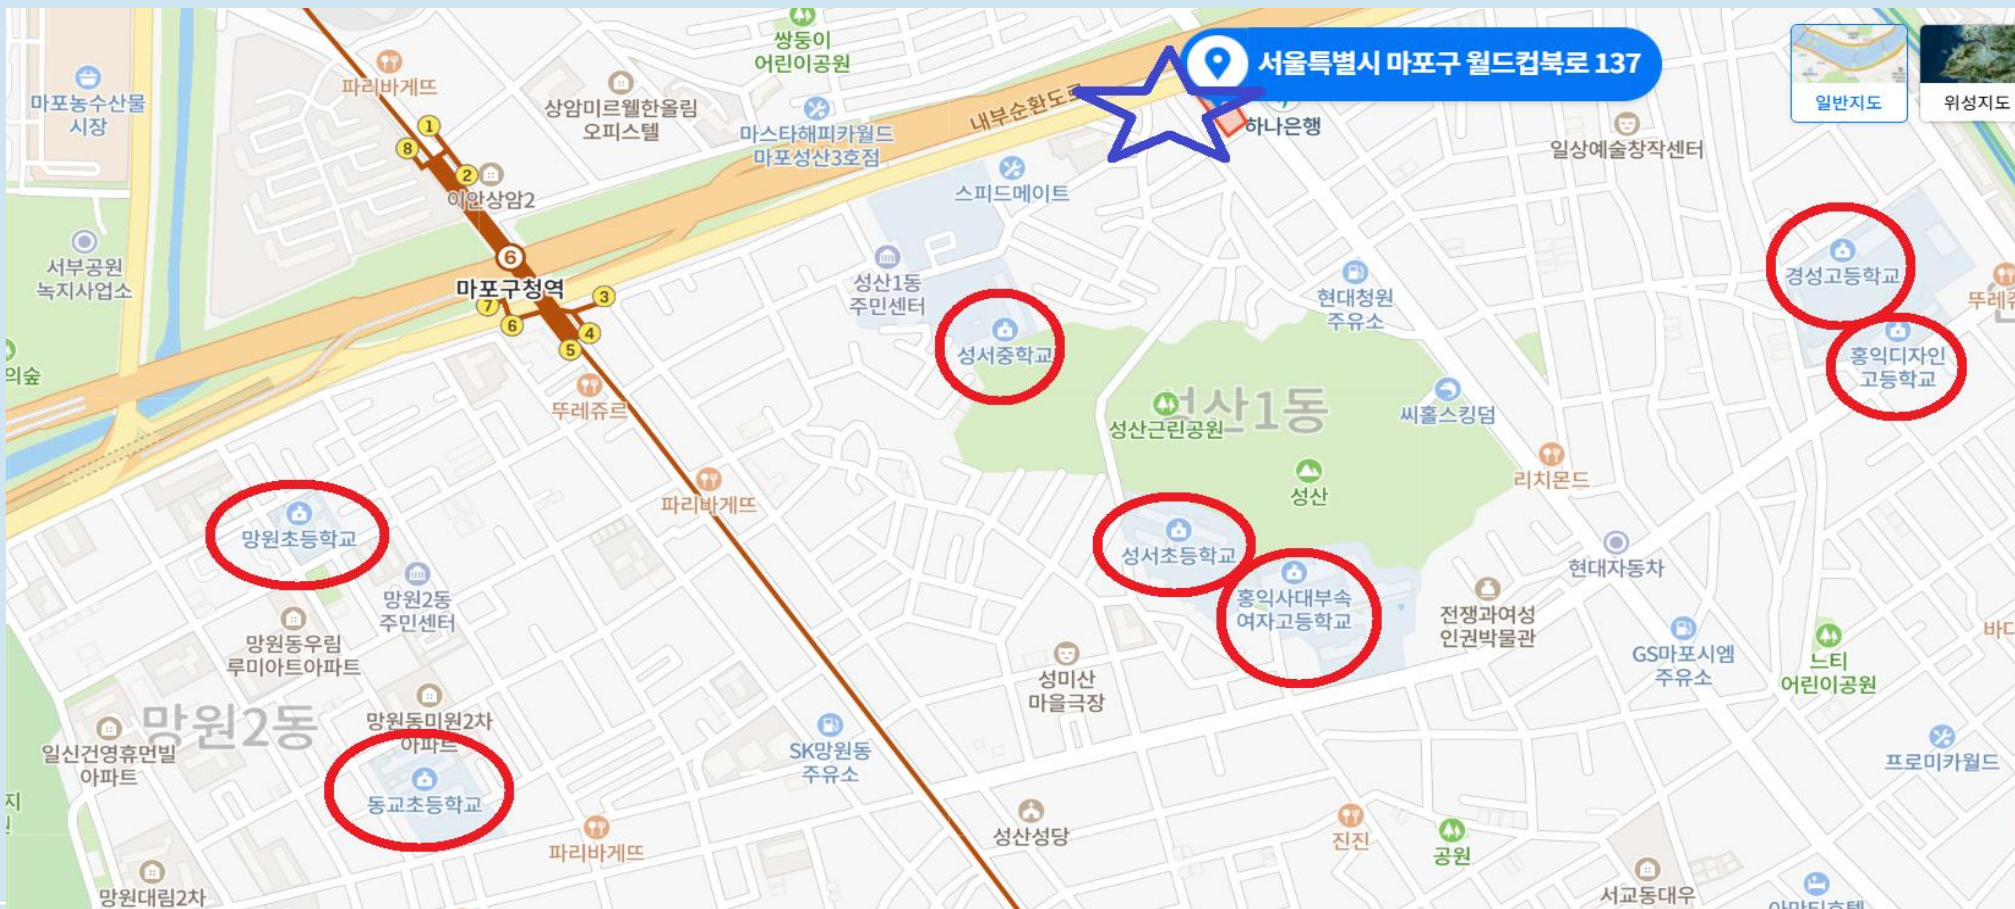 쌍둥이
어린이공원
서울특별시 마포구 월드컵북로 137
일반지도
위성지도
파리바게뜨
마포농수산물
시장
상암미르웰한올림
오피스텔
내부순환도로
마스타해피카월드
마포성산3호점
하나은행
일상예술창작센터
1
8
2
이안상암2
스피드메이트
서부공원
녹지사업소
6
마포구청역
7
6
3
4
5
성산1동
주민센터
현대청원
주유소
경성고등학교
뚜레쥬
성서중학교
홍익디자인
고등학교
의숲
뚜레쥬르
성산1동
성산근린공원
씨홀스킹덤
파리바게뜨
성산
리치몬드
망원초등학교
성서초등학교
현대자동차
망원2동
주민센터
홍익사대부속
여자고등학교
전쟁과여성
인권박물관
망원동우림
루미아트아파트
성미산
마을극장
GS마포시엠
주유소
느티
어린이공원
바다
망원2동
망원동미원2차
아파트
일신건영휴먼빌
아파트
SK망원동
주유소
프로미카월드
동교초등학교
지
성산성당
진진
공원
파리바게뜨
망원대림2차
서교동대우